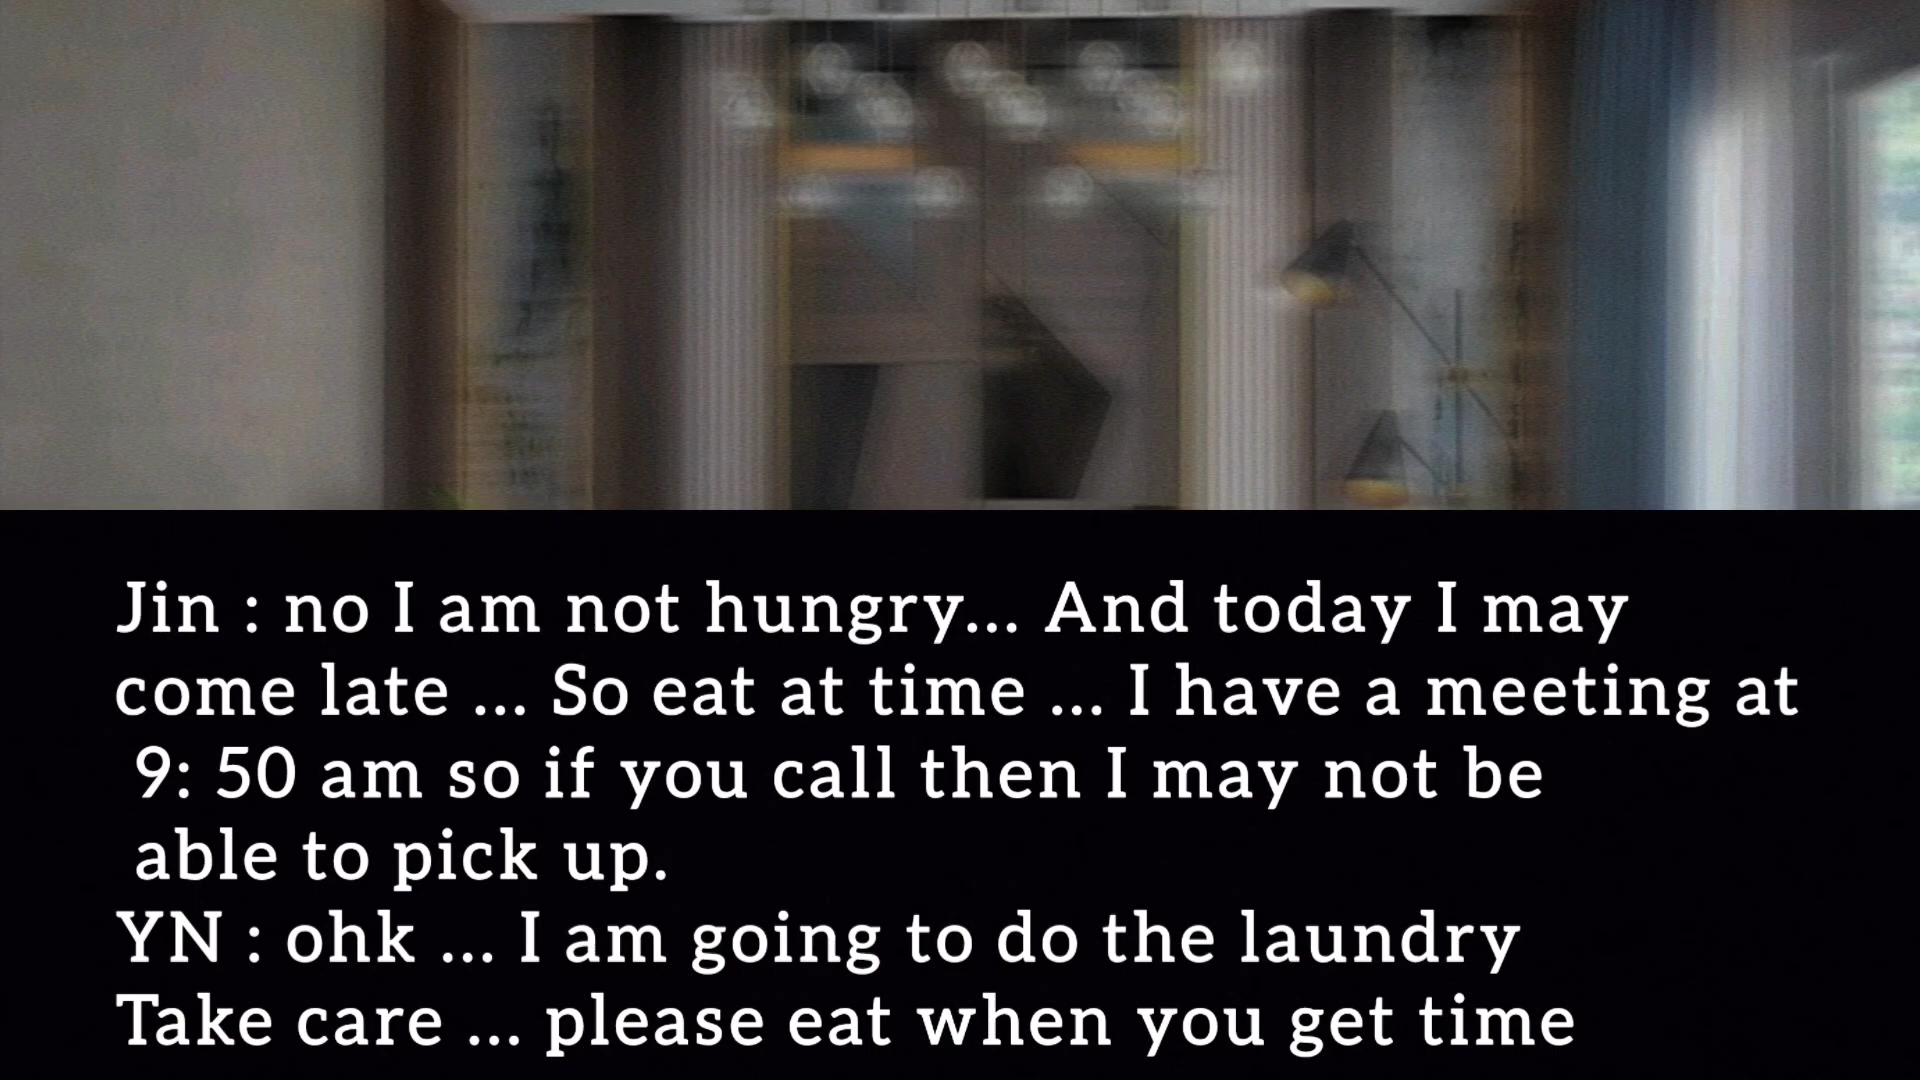 Jin : no I am not hungry... And today I may
come late ... So eat at time ... I have a meeting at
9: 50 am so if you call then I may not be
able to pick up.
YN : ohk ... I am going to do the laundry
Take care ... please eat when you get time